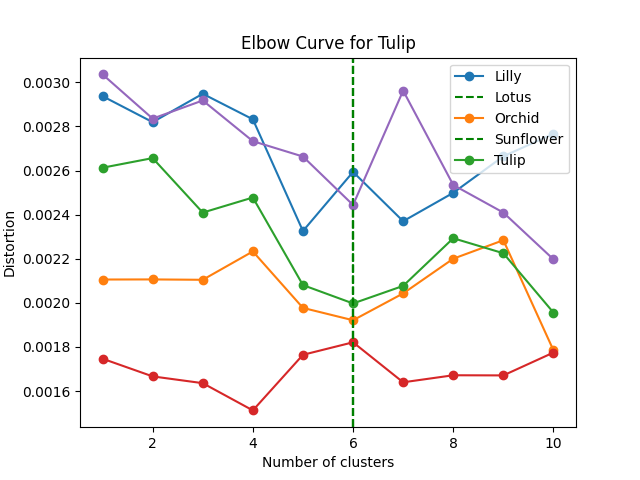 Elbow Curve for Tulip
Lilly
Lotus
Orchid
Sunflower
Tulip
Distortion
0.0030
0.0028
0.0026
0.0024
0.0022
0.0020
0.0018
0.0016
2 4 6 8 10
Number of clusters